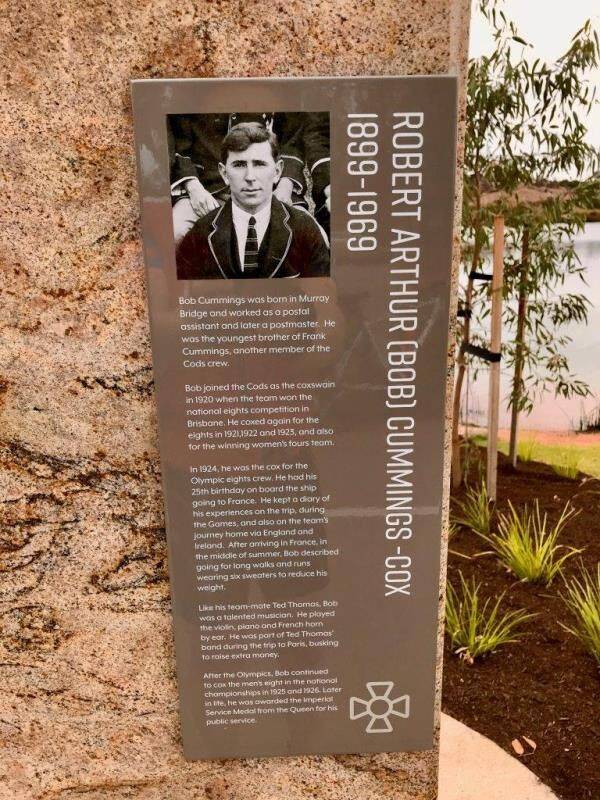 ROBERT ARTHUR (BOB) CUMMINGS - COX
1899-1969
Bob Cummings was born in Murray
Bridge and worked as a postal
assistant and later a postmaster. He
was the youngest brother of Frank
Cummings, another member of the
Cods crew.
Bob joined the Cods as the coxswain
in 1920 when the team won the
national eights competition in
Brisbane. He coxed again for the
eights in 1921,1922 and 1923, and also
for the winning women's fours team.
In 1924, he was the cox for the
Olympic eights crew. He had his
25th birthday on board the ship
going to France. He kept a diary of
his experiences on the trip, during
the Games, and also on the team's
journey home via England and
Ireland. After arriving in France, in
the middle of summer, Bob described
going for long walks and runs
wearing six sweaters to reduce his
weight.
Like his team-mate Ted Thomas, Bob
was a talented musician. He played
the violin, piano and French horn
by ear. He was part of Ted Thomas'
band during the trip to Paris, busking
to raise extra money.
After the Olympics, Bob continued
to cox the men's eight in the national
championships in 1925 and 1926. Later
in life, he was awarded the Imperial
Service Medal from the Queen for his
public service.